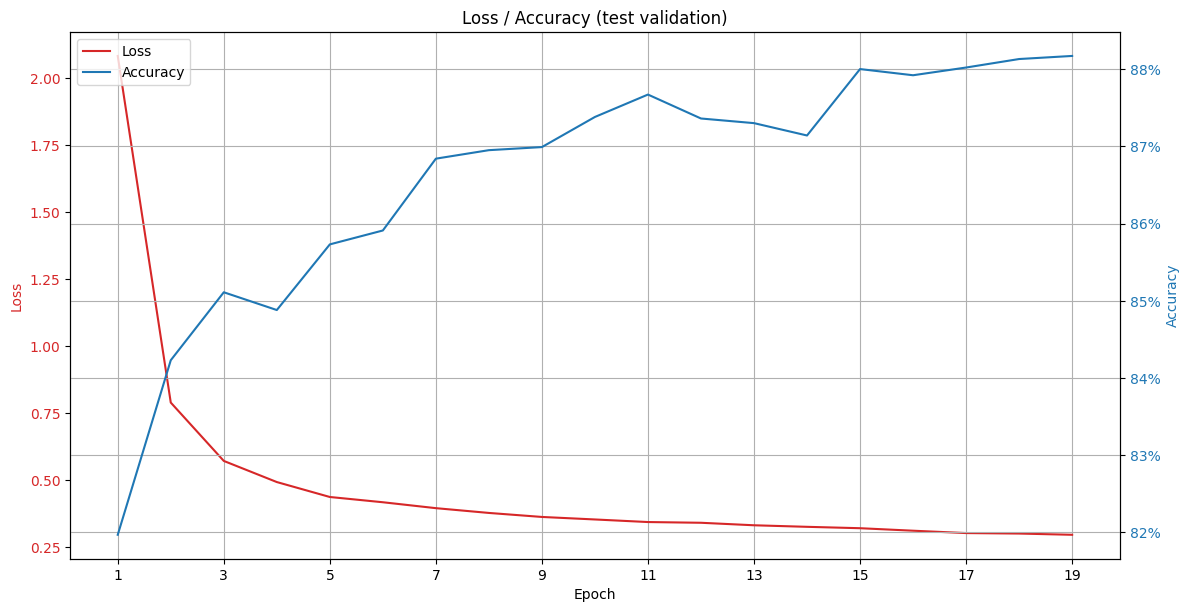 Loss / Accuracy (test validation)
Loss
Accuracy
2.00
1.75
1.50
1.25
1.00
0.75
0.50
0.25
Loss
88%
87%
86%
85%
84%
83%
82%
Accuracy
1 3 5 7 9 11 13 15 17 19
Epoch